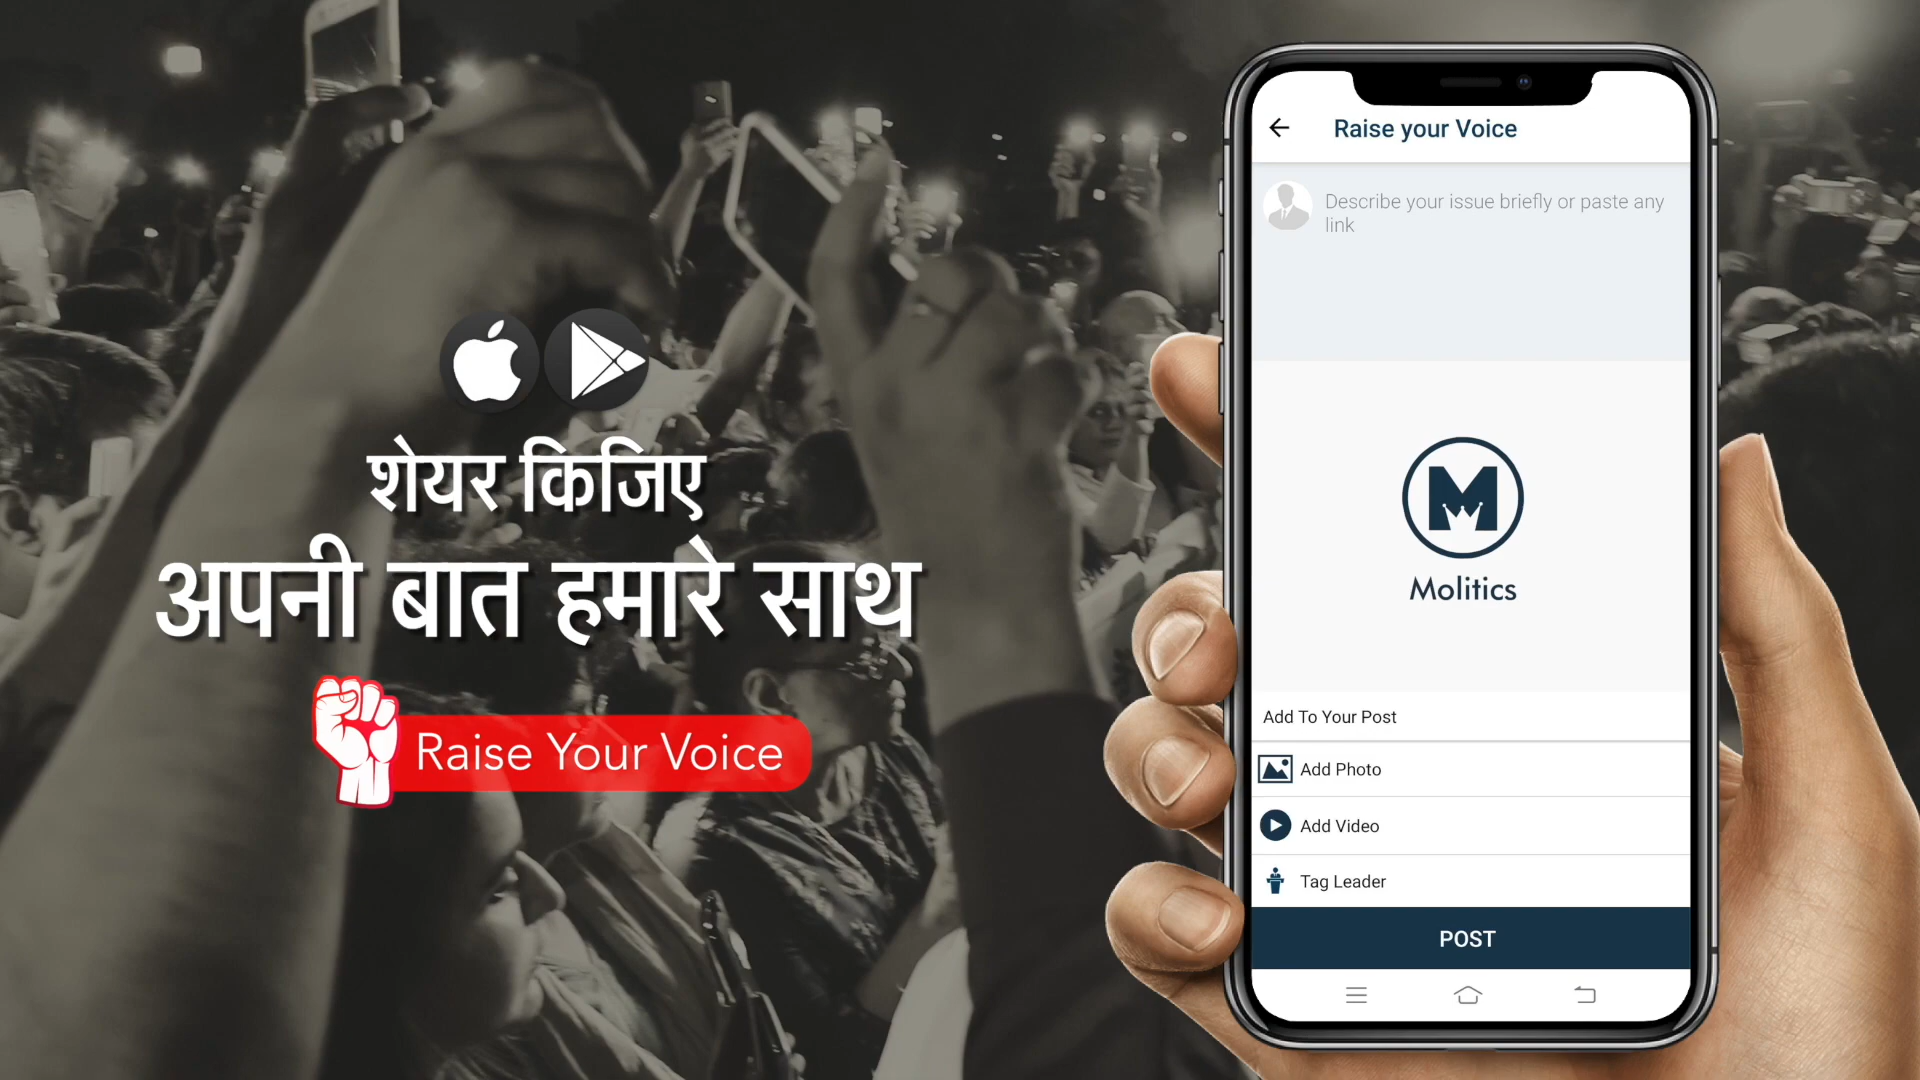 शेयर किजिए
अपनी बात हमारे साथ
Raise Your Voice
Raise your Voice
Describe your issue briefly or paste any
link
M
Molitics
Add To Your Post
Add Photo
Add Video
Tag Leader
POST